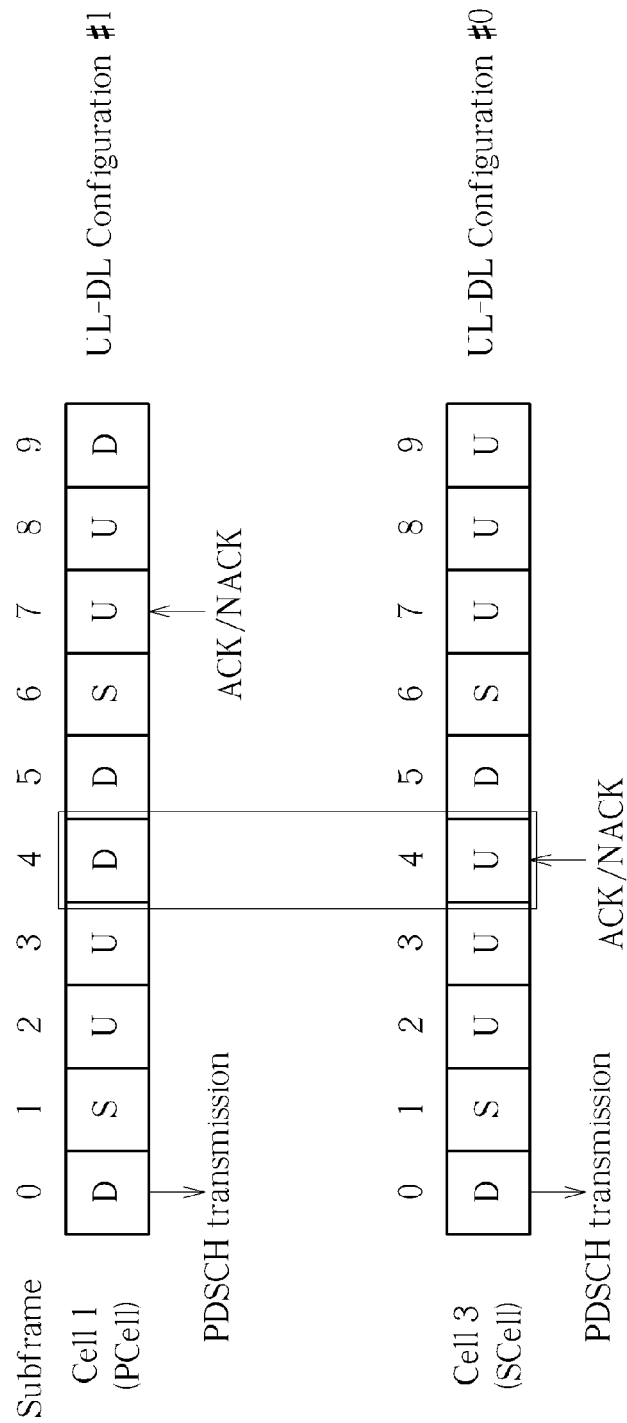 Subframe 0 1 2 3 4 5 6 7 8 9
Cell 1
(PCell)
D S U U D D S U U D
UL-DL Configuration #1
PDSCH transmission
ACK/NACK
0 1 2 3 4 5 6 7 8 9
Cell 3
(SCell)
D S U U U D S U U U
UL-DL Configuration #0
PDSCH transmission
ACK/NACK